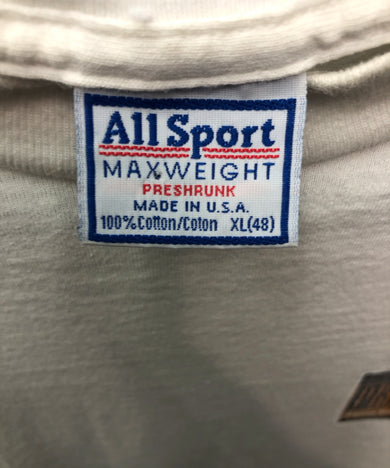 All Sport
MAXWEIGHT
PRESHRUNK
MADE IN U.S.A.
100% Cotton/Coton XL(48)